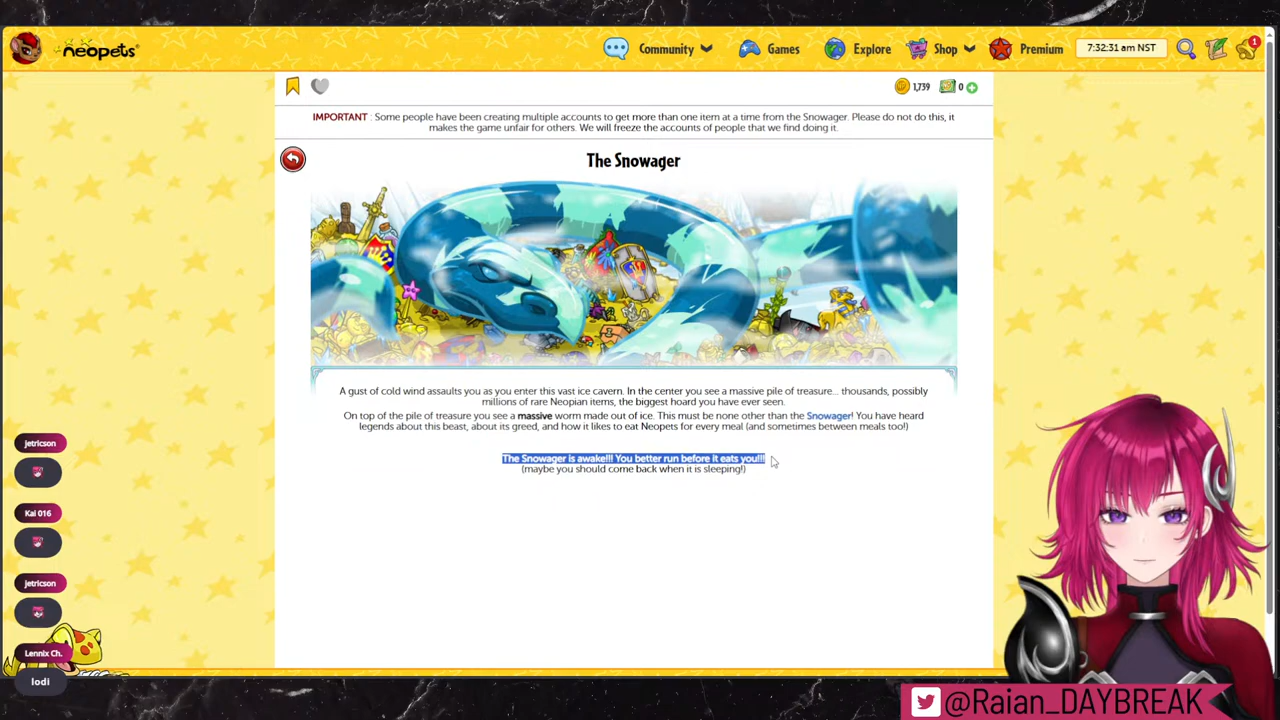 neopets
Community
Games
Explore
Shop
Premium
7:32:31 am NST
1
1,739
0
IMPORTANT : Some people have been creating multiple accounts to get more than one item at a time from the Snowager. Please do not do this, it
makes the game unfair for others. We will freeze the accounts of people that we find doing it.
The Snowager
A gust of cold wind assaults you as you enter this vast ice cavern. In the center you see a massive pile of treasure... thousands, possibly
millions of rare Neopian items, the biggest hoard you have ever seen.
On top of the pile of treasure you see a massive worm made out of ice. This must be none other than the Snowager! You have heard
legends about this beast, about its greed, and how it likes to eat Neopets for every meal (and sometimes between meals too!)
The Snowager is awake!!! You better run before it eats you!!!
(maybe you should come back when it is sleeping!)
jetricson
Kai 016
jetricson
Lennix Ch.
lodi
@Raian_DAYBREAK